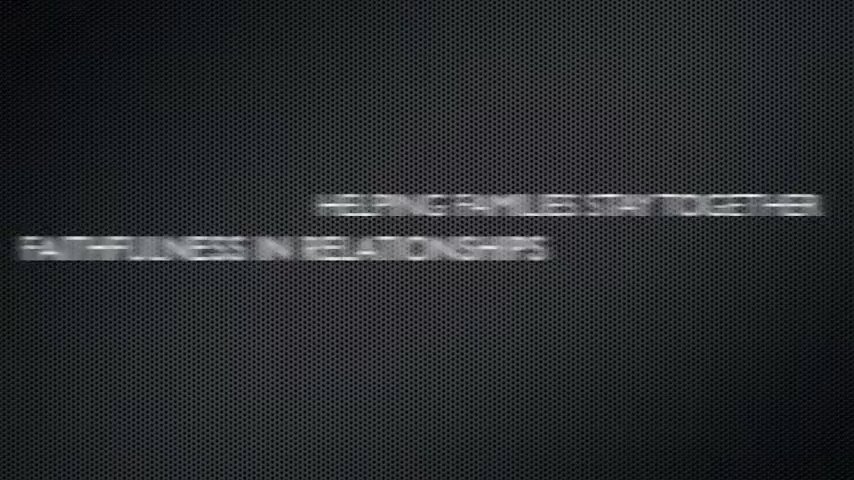 HELPING FAMILIES STAY TOGETHER
FAITHFULNESS IN RELATIONSHIPS